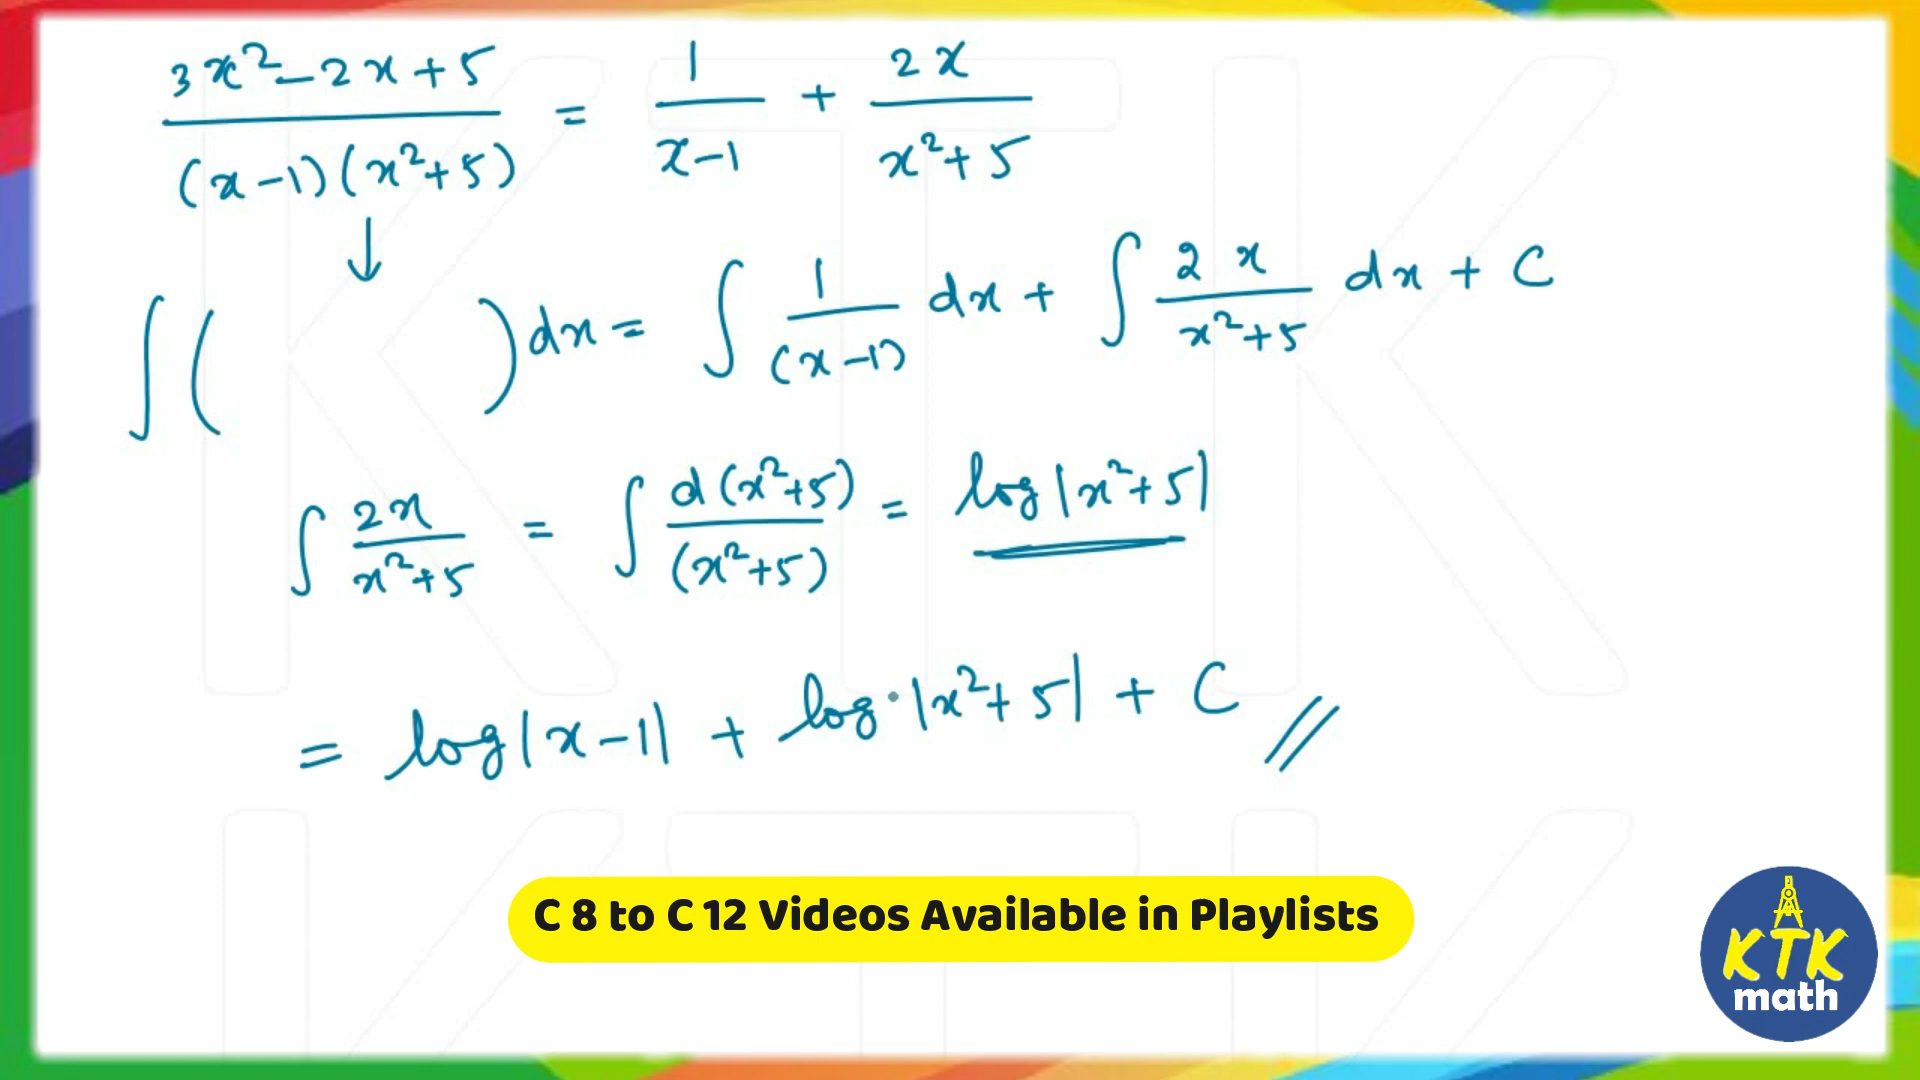 3x²-2x+5 / (x-1)(x²+5) = 1 / x-1 + 2x / x²+5
↓
∫( )dx = ∫ 1 / (x-1) dx + ∫ 2x / x²+5 dx + C
∫ 2x / x²+5 = ∫ d(x²+5) / (x²+5) = log|x²+5|
= log|x-1| + log·|x²+5| + C //
C 8 to C 12 Videos Available in Playlists
KTK
math
KTK
KTK